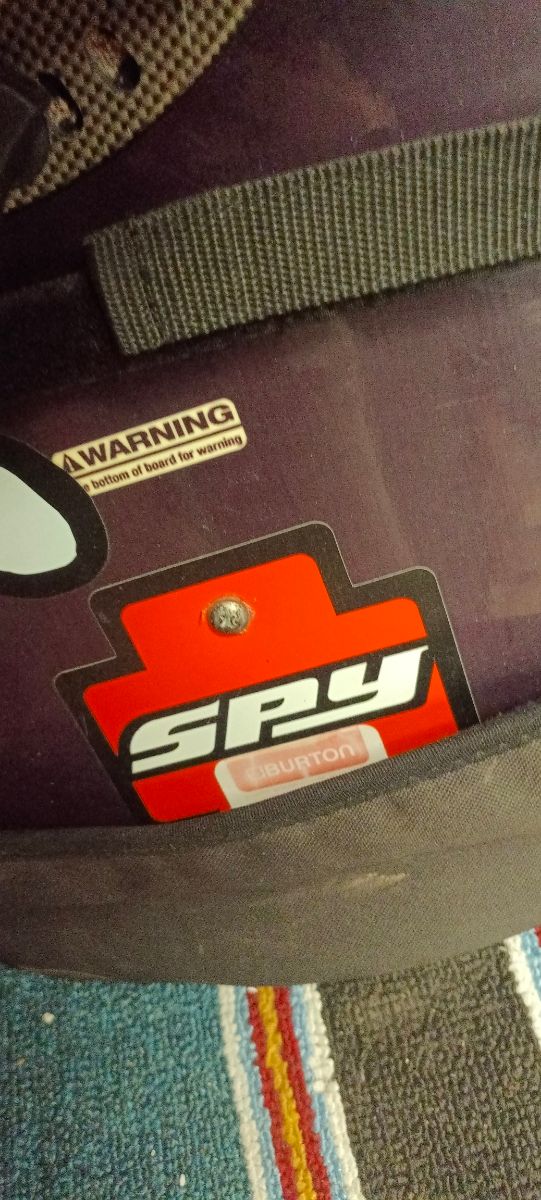 WARNING
e bottom of board for warning
SPY
BURTON